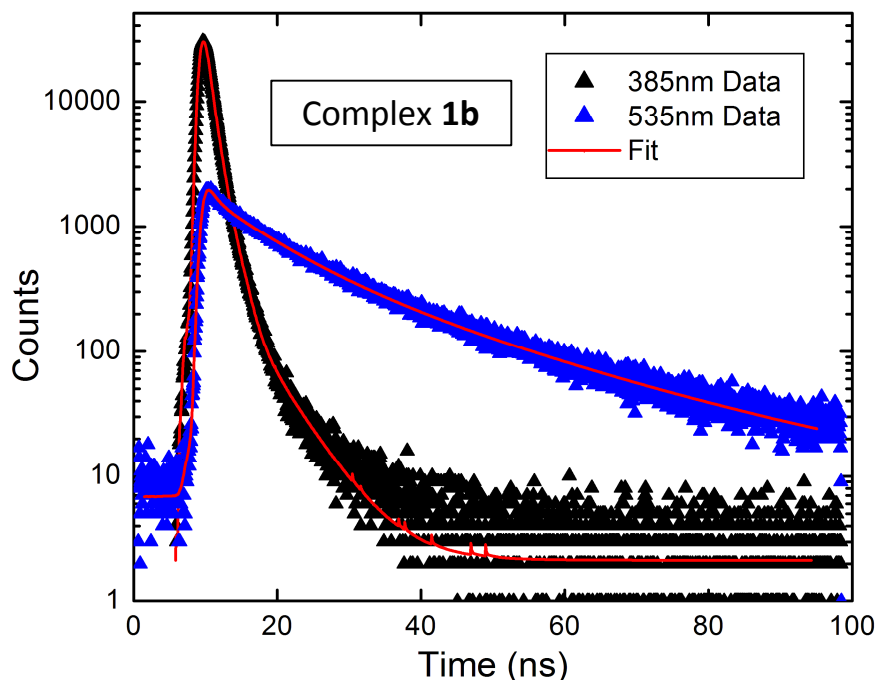 Complex 1b
385nm Data
535nm Data
Fit
10000
1000
100
10
1
Counts
0 20 40 60 80 100
Time (ns)